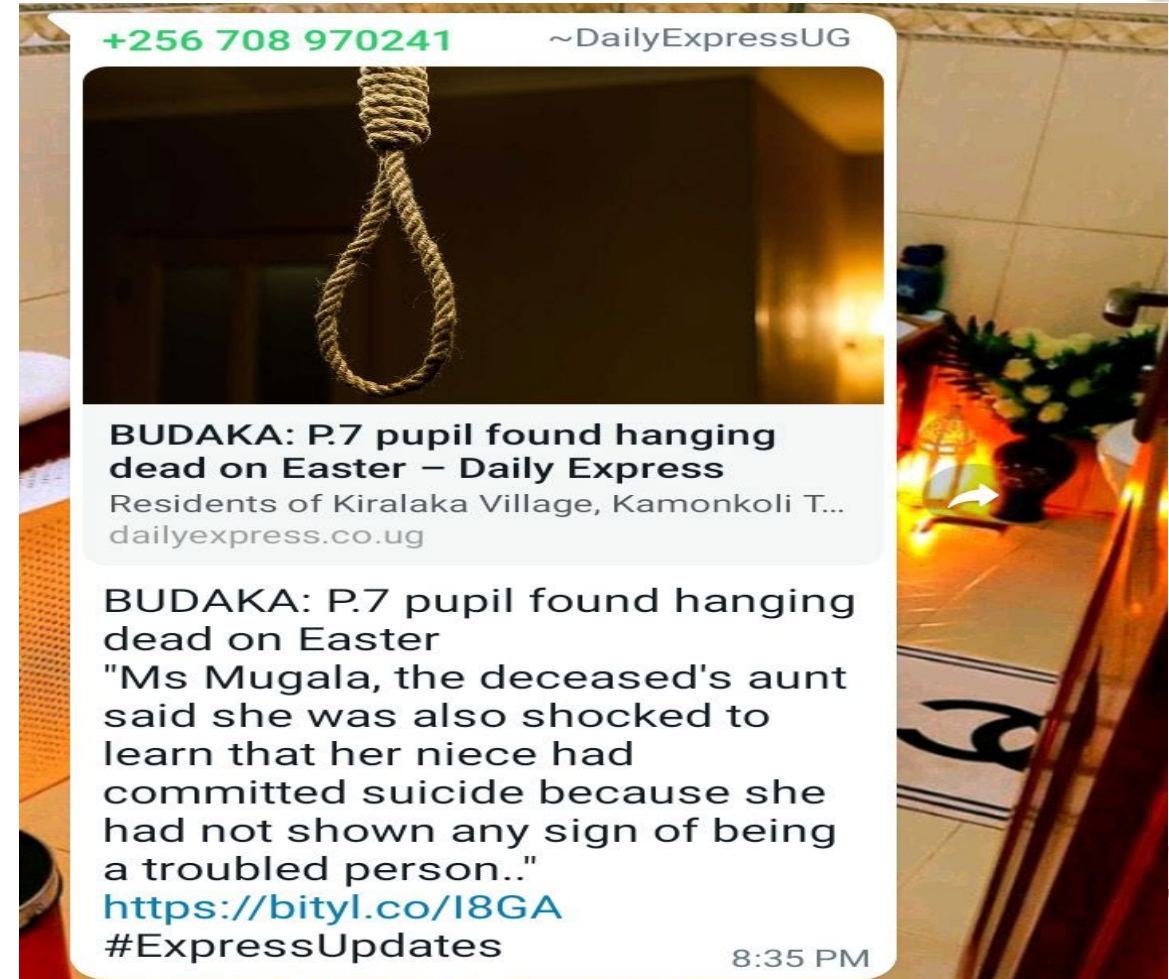 +256 708 970241 ~DailyExpressUG
BUDAKA: P.7 pupil found hanging
dead on Easter – Daily Express
Residents of Kiralaka Village, Kamonkoli T...
dailyexpress.co.ug
BUDAKA: P.7 pupil found hanging
dead on Easter
"Ms Mugala, the deceased's aunt
said she was also shocked to
learn that her niece had
committed suicide because she
had not shown any sign of being
a troubled person.."
https://bityl.co/I8GA
#ExpressUpdates
8:35 PM